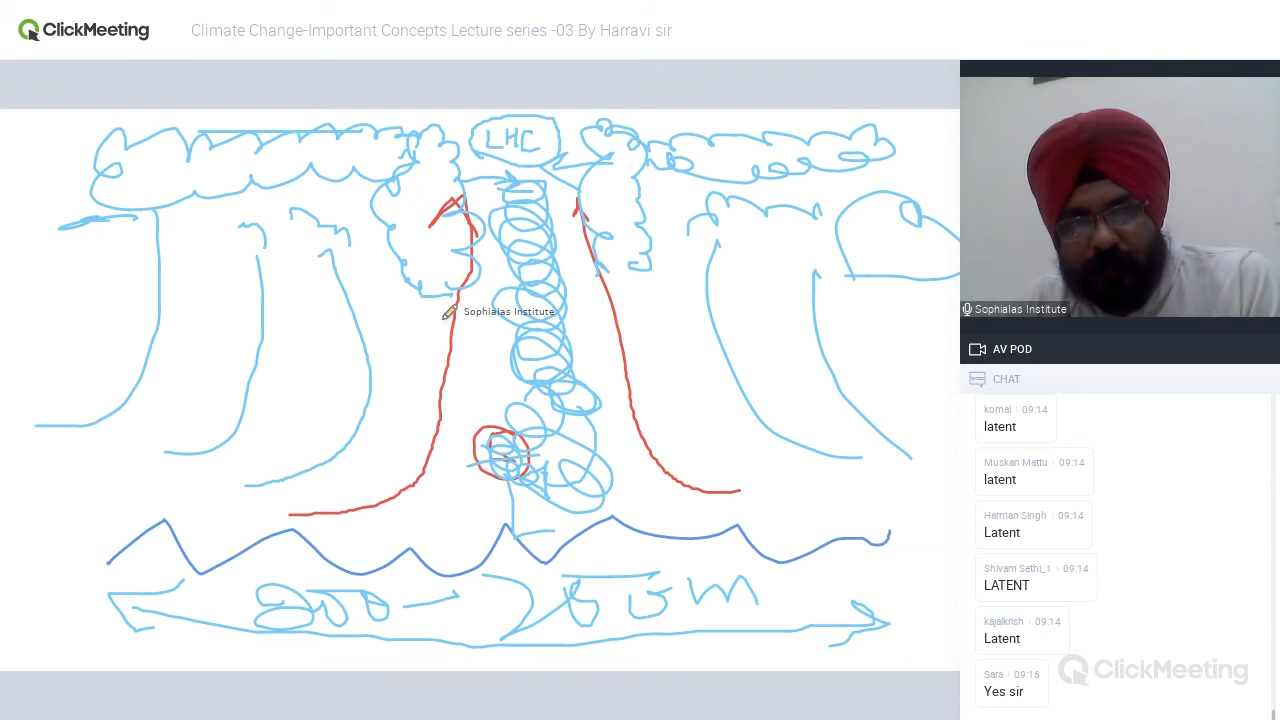 ClickMeeting
Climate Change-Important Concepts Lecture series -03 By Harravi sir
LHC
Sophialas Institute
200 -
m
Sophialas Institute
AV POD
CHAT
komal 09:14
latent
Muskan Mattu 09:14
latent
Harman Singh 09:14
Latent
Shivam Sethi_1 09:14
LATENT
kajalkrish 09:14
Latent
Sara 09:16
Yes sir
ClickMeeting